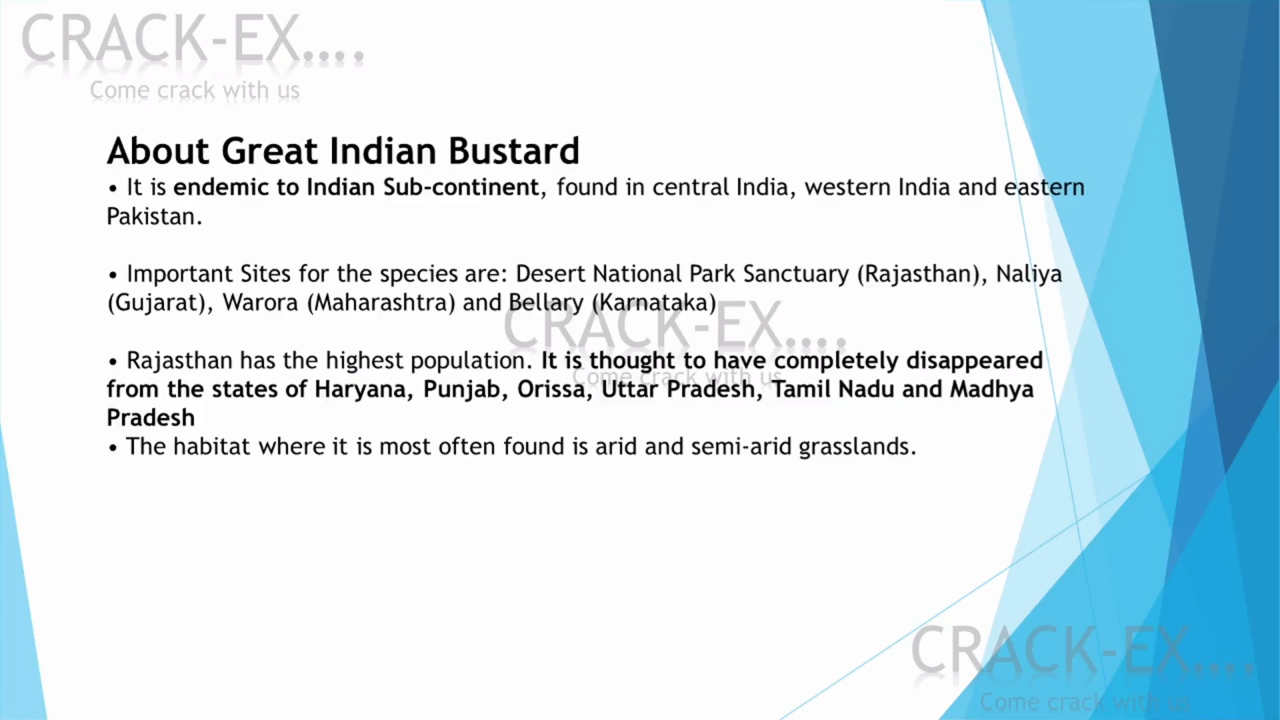 CRACK-EX....
Come crack with us
About Great Indian Bustard
• It is endemic to Indian Sub-continent, found in central India, western India and eastern
Pakistan.
• Important Sites for the species are: Desert National Park Sanctuary (Rajasthan), Naliya
(Gujarat), Warora (Maharashtra) and Bellary (Karnataka)
CRACK-EX....
• Rajasthan has the highest population. It is thought to have completely disappeared
Come crack with us
from the states of Haryana, Punjab, Orissa, Uttar Pradesh, Tamil Nadu and Madhya
Pradesh
• The habitat where it is most often found is arid and semi-arid grasslands.
CRACK-EX....
Come crack with us